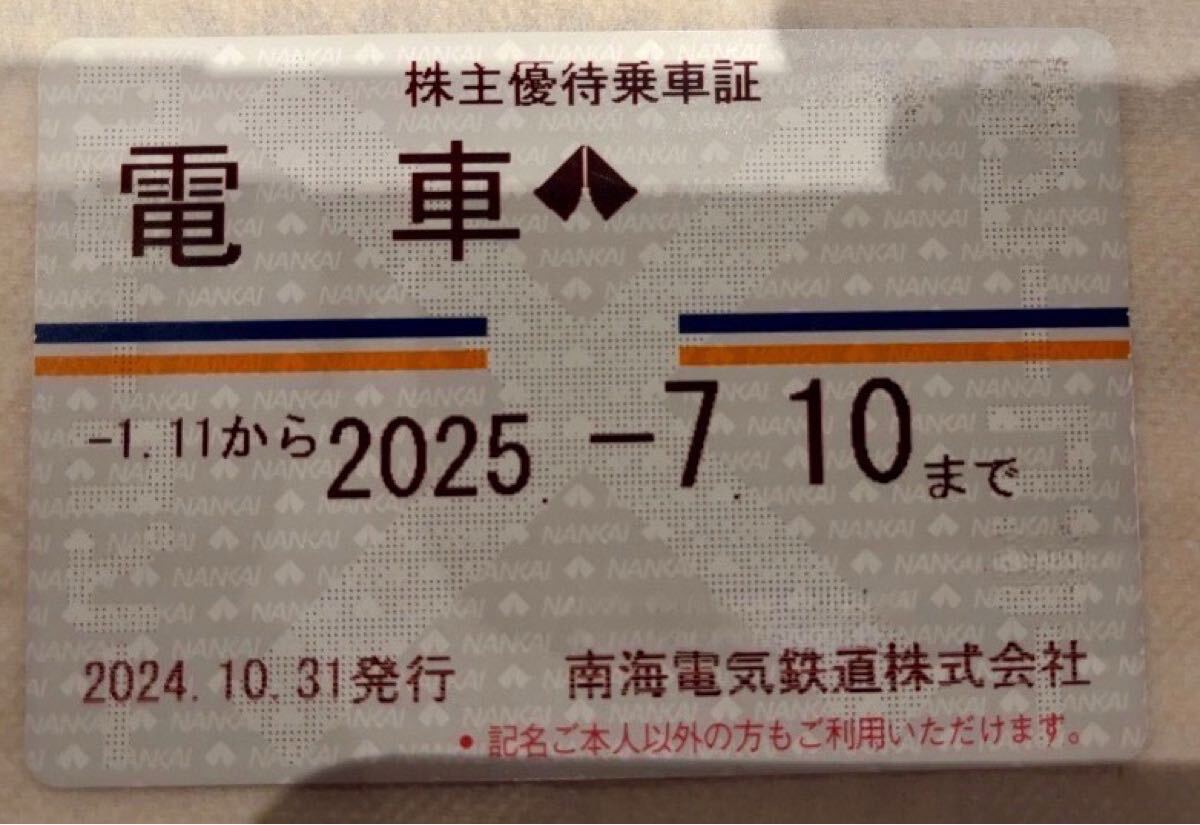 株主優待乗車証
電車
-1.11から2025.-7.10まで
2024.10.31発行 南海電気鉄道株式会社
•記名ご本人以外の方もご利用いただけます。
NANKAI